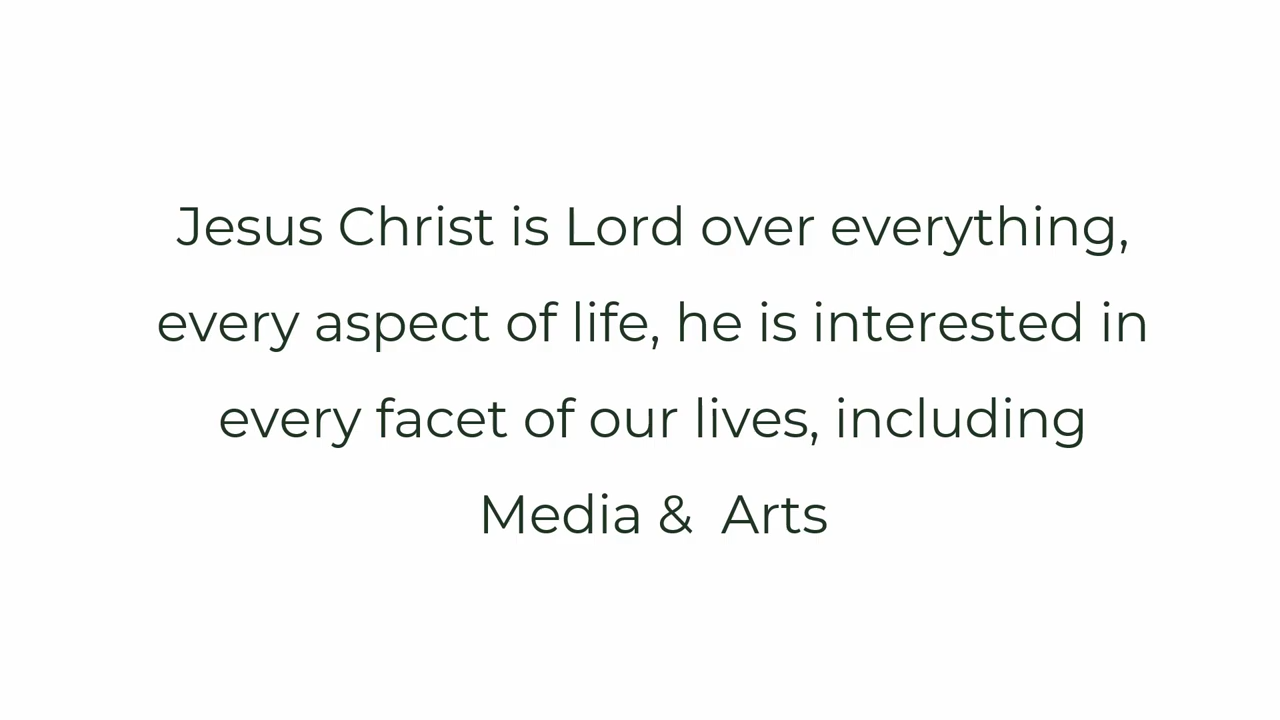 Jesus Christ is Lord over everything,
every aspect of life, he is interested in
every facet of our lives, including
Media &  Arts